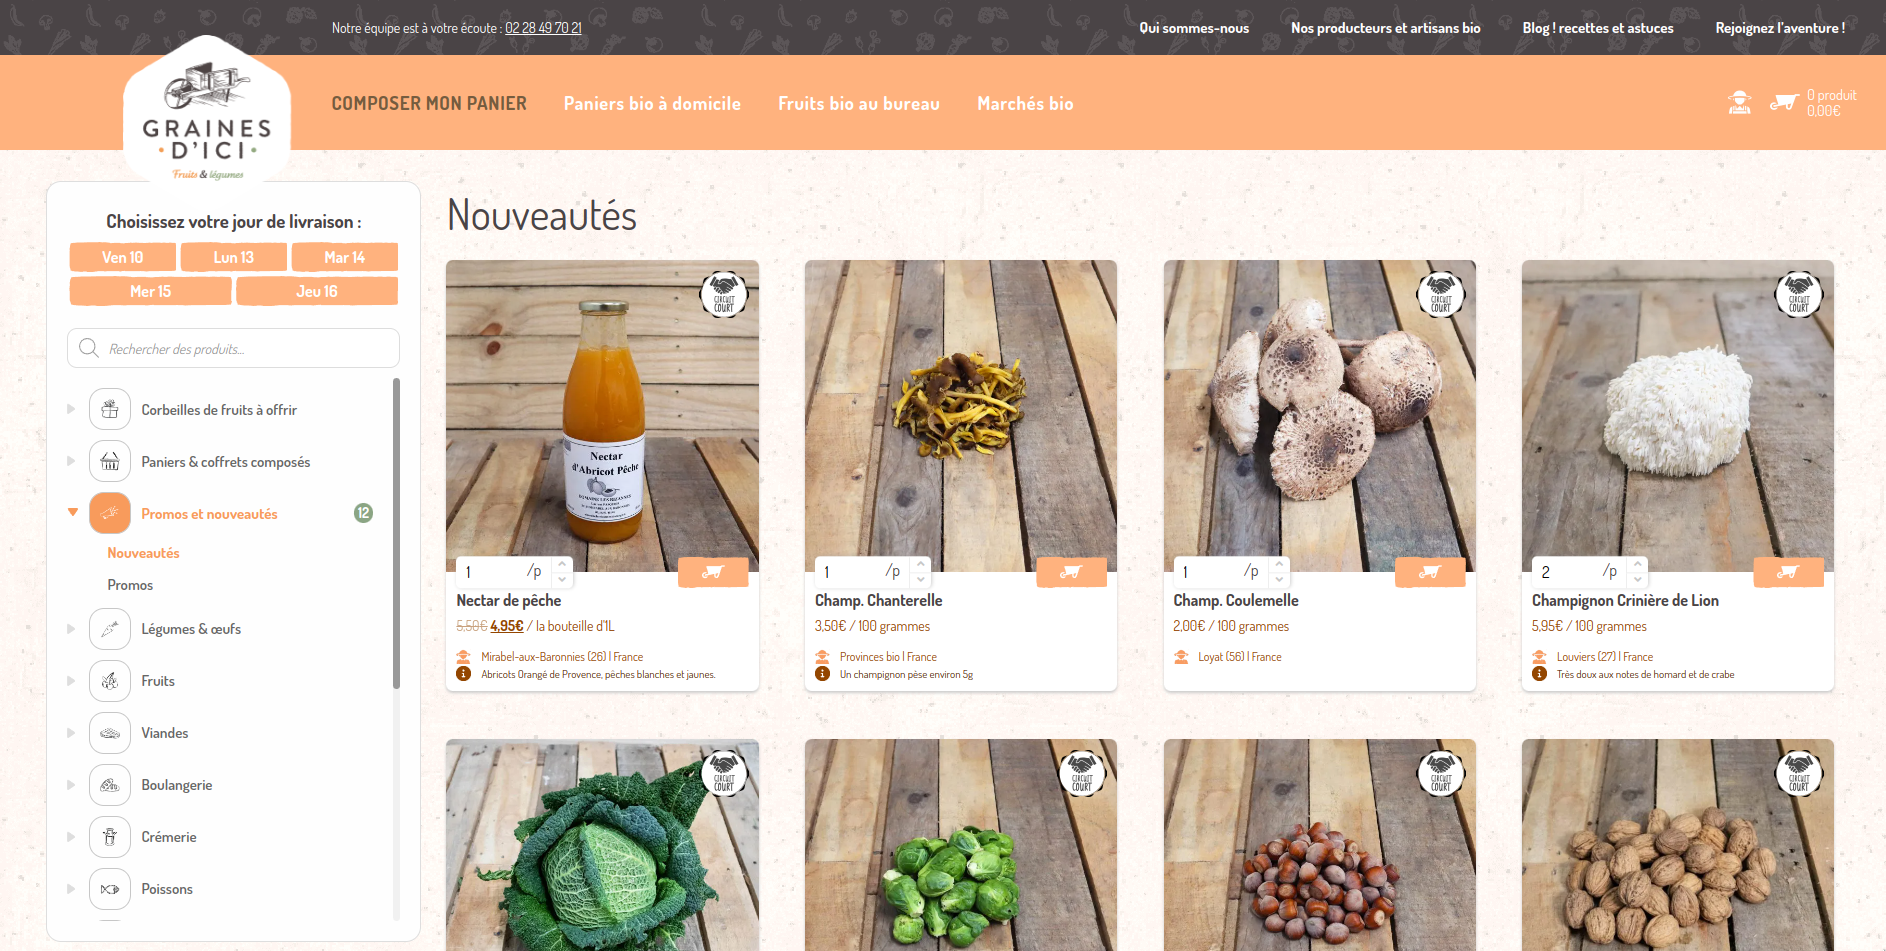 Notre équipe est à votre écoute : 02 28 49 70 21
Qui sommes-nous
Nos producteurs et artisans bio
Blog ! recettes et astuces
Rejoignez l'aventure !
GRAINES
D'ICI
Fruits & légumes
COMPOSER MON PANIER
Paniers bio à domicile
Fruits bio au bureau
Marchés bio
0 produit
0,00€
Choisissez votre jour de livraison :
Ven 10
Lun 13
Mar 14
Mer 15
Jeu 16
Rechercher des produits...
Corbeilles de fruits à offrir
Paniers & coffrets composés
Promos et nouveautés
12
Nouveautés
Promos
Légumes & œufs
Fruits
Viandes
Boulangerie
Crémerie
Poissons
Nouveautés
CIRCUIT
COURT
Nectar
d'Abricot Pêche
1 /p
Nectar de pêche
5,50€ 4,95€ / la bouteille d'1L
Mirabel-aux-Baronnies (26) | France
Abricots Orangé de Provence, pêches blanches et jaunes.
1 /p
Champ. Chanterelle
3,50€ / 100 grammes
Provinces bio | France
Un champignon pèse environ 5g
CIRCUIT
COURT
1 /p
Champ. Coulemelle
2,00€ / 100 grammes
Loyat (56) | France
CIRCUIT
COURT
2 /p
Champignon Crinière de Lion
5,95€ / 100 grammes
Louviers (27) | France
Très doux aux notes de homard et de crabe
CIRCUIT
COURT
CIRCUIT
COURT
CIRCUIT
COURT
CIRCUIT
COURT